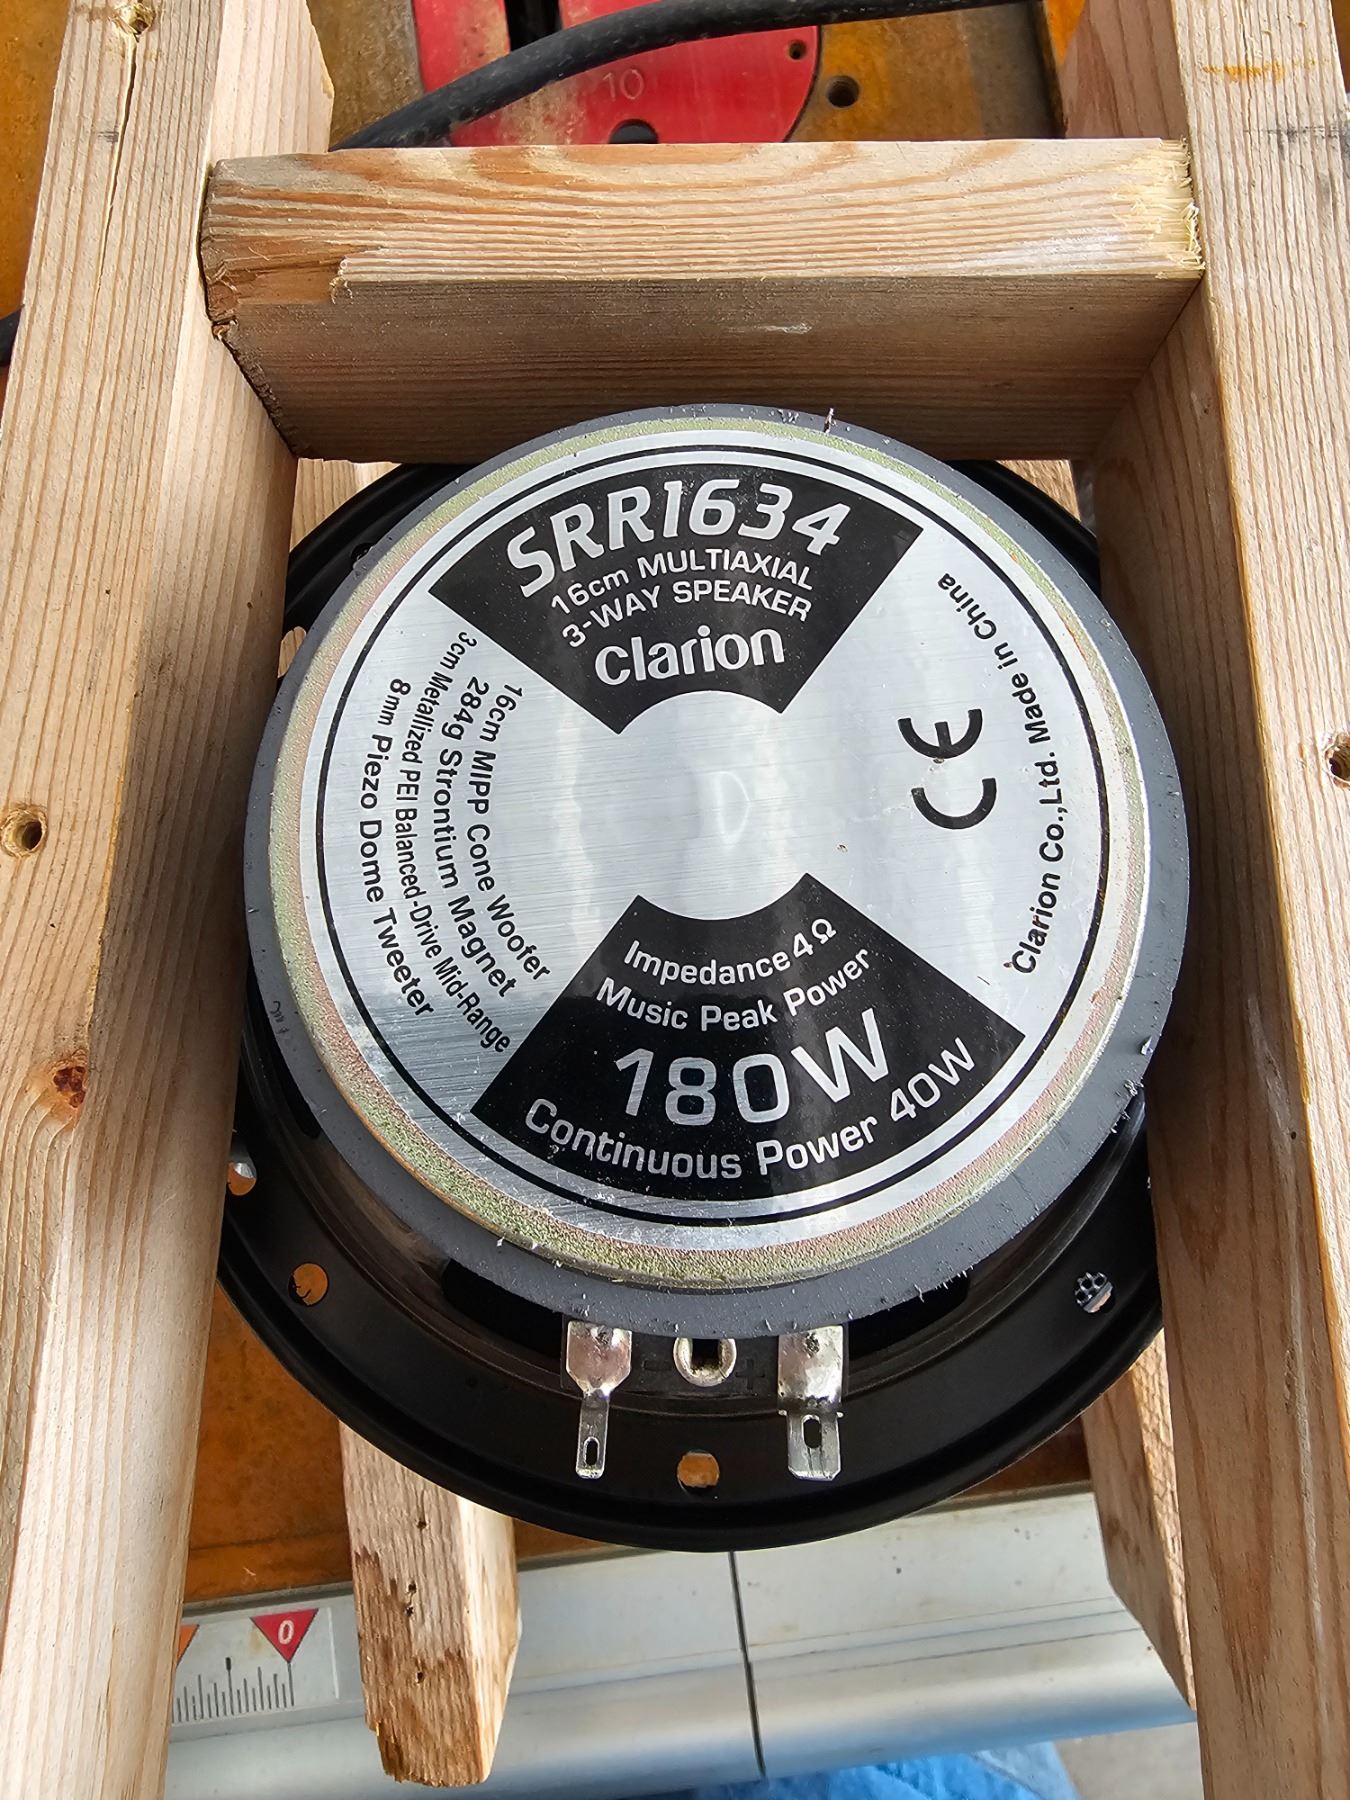 10
SRR1634
16cm MULTIAXIAL
3-WAY SPEAKER
clarion
16cm MIPP Cone Woofer
284g Strontium Magnet
3cm Metallized PEI Balanced-Drive Mid-Range
8mm Piezo Dome Tweeter
CE
Clarion Co.,Ltd. Made in China
Impedance 4Ω
Music Peak Power
180W
Continuous Power 40W
- +
0